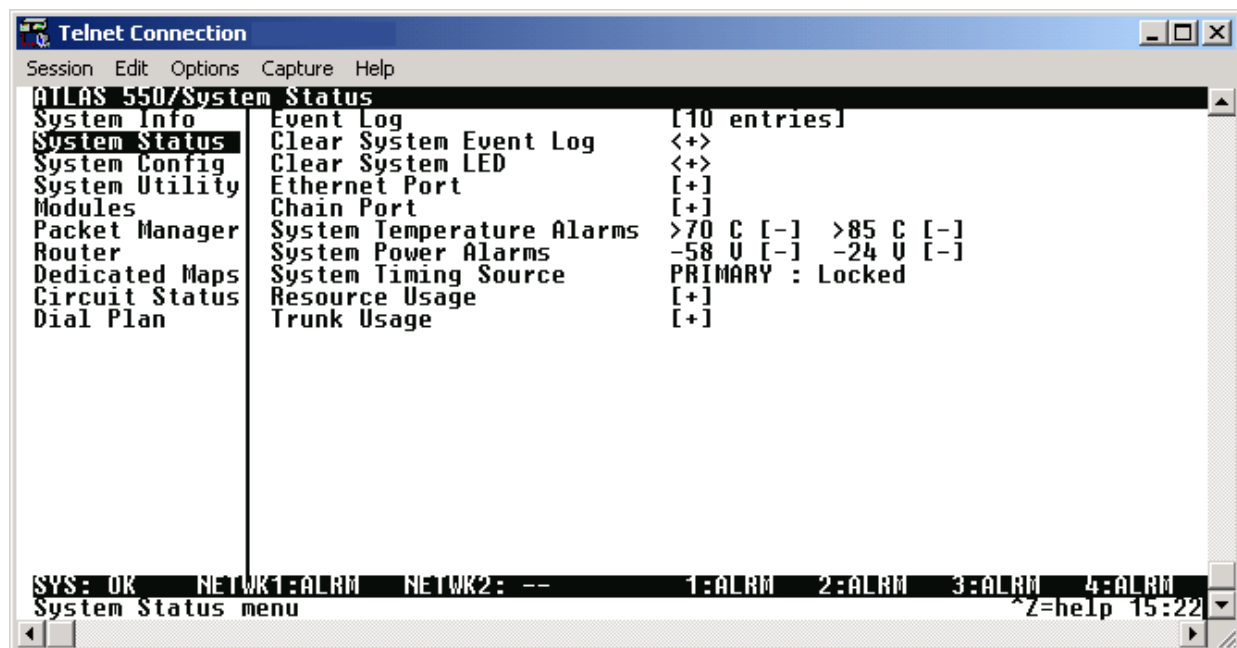 Telnet Connection
Session Edit Options Capture Help
ATLAS 550/System Status
System Info Event Log [10 entries]
System Status Clear System Event Log <+>
System Config Clear System LED <+>
System Utility Ethernet Port [+]
Modules Chain Port [+]
Packet Manager System Temperature Alarms >70 C [-] >85 C [-]
Router System Power Alarms -58 V [-] -24 V [-]
Dedicated Maps System Timing Source PRIMARY : Locked
Circuit Status Resource Usage [+]
Dial Plan Trunk Usage [+]
SYS: OK NETWK1:ALRM NETWK2: -- 1:ALRM 2:ALRM 3:ALRM 4:ALRM
System Status menu ^Z=help 15:22